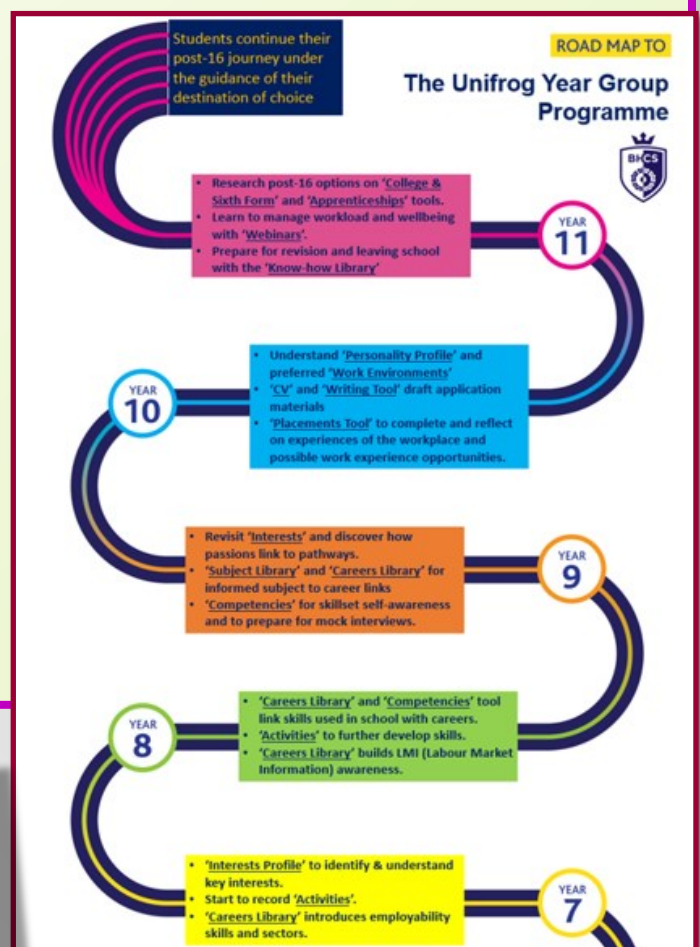 Students continue their
post-16 journey under
the guidance of their
destination of choice
ROAD MAP TO
The Unifrog Year Group
Programme
BHCS
• Research post-16 options on ‘College &
Sixth Form’ and ‘Apprenticeships’ tools.
• Learn to manage workload and wellbeing
with ‘Webinars’.
• Prepare for revision and leaving school
with the ‘Know-how Library’
YEAR
11
• Understand ‘Personality Profile’ and
preferred ‘Work Environments’
• ‘CV’ and ‘Writing Tool’ draft application
materials
• ‘Placements Tool’ to complete and reflect
on experiences of the workplace and
possible work experience opportunities.
YEAR
10
• Revisit ‘Interests’ and discover how
passions link to pathways.
• ‘Subject Library’ and ‘Careers Library’ for
informed subject to career links
• ‘Competencies’ for skillset self-awareness
and to prepare for mock interviews.
YEAR
9
• ‘Careers Library’ and ‘Competencies’ tool
link skills used in school with careers.
• ‘Activities’ to further develop skills.
• ‘Careers Library’ builds LMI (Labour Market
Information) awareness.
YEAR
8
• ‘Interests Profile’ to identify & understand
key interests.
• Start to record ‘Activities’.
• ‘Careers Library’ introduces employability
skills and sectors.
YEAR
7